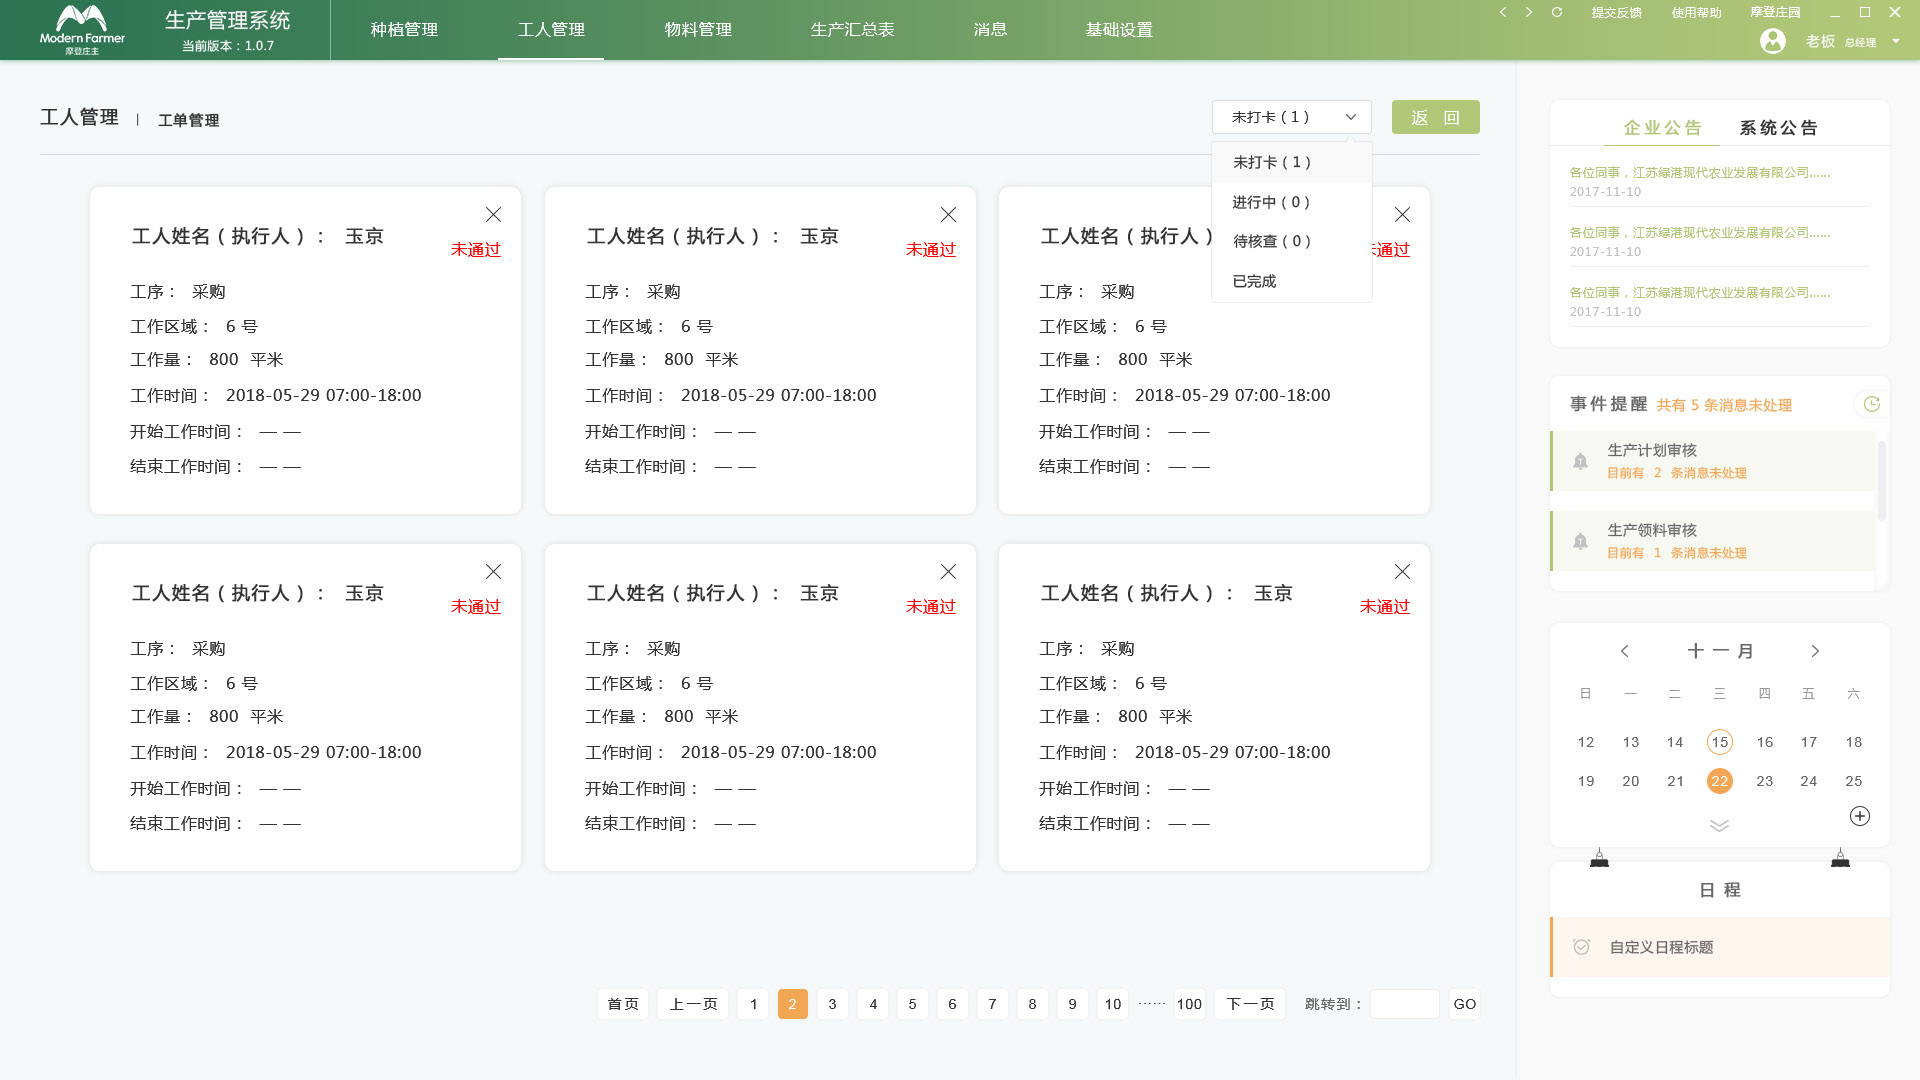 Modern Farmer
摩登庄主
生产管理系统
当前版本：1.0.7
种植管理
工人管理
物料管理
生产汇总表
消息
基础设置
提交反馈
使用帮助
摩登庄园
老板 总经理
工人管理 | 工单管理
未打卡（1）
返 回
未打卡（1）
进行中（0）
待核查（0）
已完成
工人姓名（执行人）： 玉京
未通过
工序： 采购
工作区域： 6 号
工作量： 800 平米
工作时间： 2018-05-29 07:00-18:00
开始工作时间： — —
结束工作时间： — —
工人姓名（执行人）： 玉京
未通过
工序： 采购
工作区域： 6 号
工作量： 800 平米
工作时间： 2018-05-29 07:00-18:00
开始工作时间： — —
结束工作时间： — —
工人姓名（执行人）
未通过
工序： 采购
工作区域： 6 号
工作量： 800 平米
工作时间： 2018-05-29 07:00-18:00
开始工作时间： — —
结束工作时间： — —
工人姓名（执行人）： 玉京
未通过
工序： 采购
工作区域： 6 号
工作量： 800 平米
工作时间： 2018-05-29 07:00-18:00
开始工作时间： — —
结束工作时间： — —
工人姓名（执行人）： 玉京
未通过
工序： 采购
工作区域： 6 号
工作量： 800 平米
工作时间： 2018-05-29 07:00-18:00
开始工作时间： — —
结束工作时间： — —
工人姓名（执行人）： 玉京
未通过
工序： 采购
工作区域： 6 号
工作量： 800 平米
工作时间： 2018-05-29 07:00-18:00
开始工作时间： — —
结束工作时间： — —
首页 上一页 1 2 3 4 5 6 7 8 9 10 …… 100 下一页 跳转到： GO
企业公告 系统公告
各位同事，江苏绿港现代农业发展有限公司……
2017-11-10
各位同事，江苏绿港现代农业发展有限公司……
2017-11-10
各位同事，江苏绿港现代农业发展有限公司……
2017-11-10
事件提醒 共有 5 条消息未处理
生产计划审核
目前有 2 条消息未处理
生产领料审核
目前有 1 条消息未处理
十一月
日 一 二 三 四 五 六
12 13 14 15 16 17 18
19 20 21 22 23 24 25
日 程
自定义日程标题